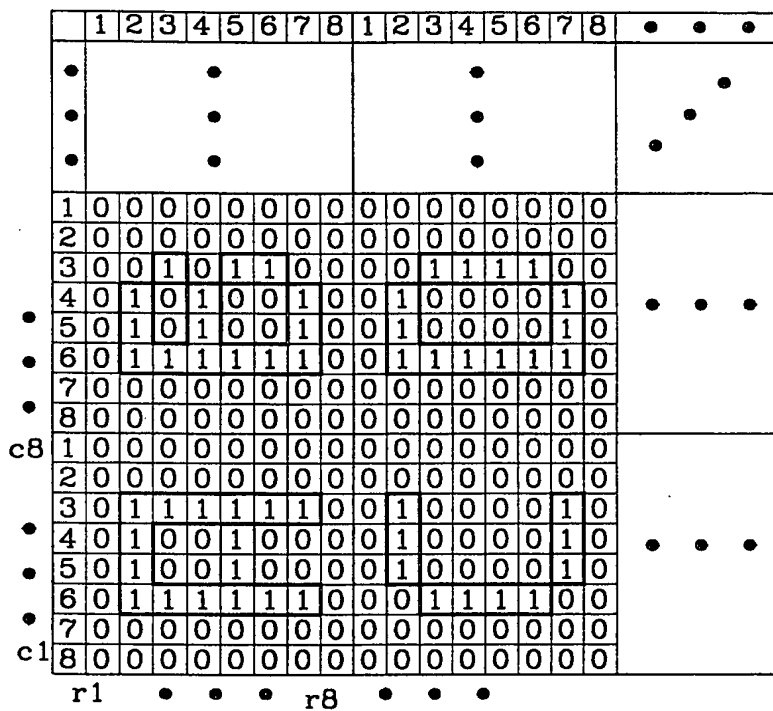 1 2 3 4 5 6 7 8 1 2 3 4 5 6 7 8
1 0 0 0 0 0 0 0 0 0 0 0 0 0 0 0 0
2 0 0 0 0 0 0 0 0 0 0 0 0 0 0 0 0
3 0 0 1 0 1 1 0 0 0 0 1 1 1 1 0 0
4 0 1 0 1 0 0 1 0 0 1 0 0 0 0 1 0
5 0 1 0 1 0 0 1 0 0 1 0 0 0 0 1 0
6 0 1 1 1 1 1 1 0 0 1 1 1 1 1 1 0
7 0 0 0 0 0 0 0 0 0 0 0 0 0 0 0 0
8 0 0 0 0 0 0 0 0 0 0 0 0 0 0 0 0
c8 1 0 0 0 0 0 0 0 0 0 0 0 0 0 0 0 0
2 0 0 0 0 0 0 0 0 0 0 0 0 0 0 0 0
3 0 1 1 1 1 1 1 0 0 1 0 0 0 0 1 0
4 0 1 0 0 1 0 0 1 0 1 0 0 0 0 1 0
5 0 1 0 0 1 0 0 1 0 1 0 0 0 0 1 0
6 0 1 1 1 1 1 1 0 0 0 1 1 1 1 0 0
7 0 0 0 0 0 0 0 0 0 0 0 0 0 0 0 0
c1 8 0 0 0 0 0 0 0 0 0 0 0 0 0 0 0 0
r1 r8